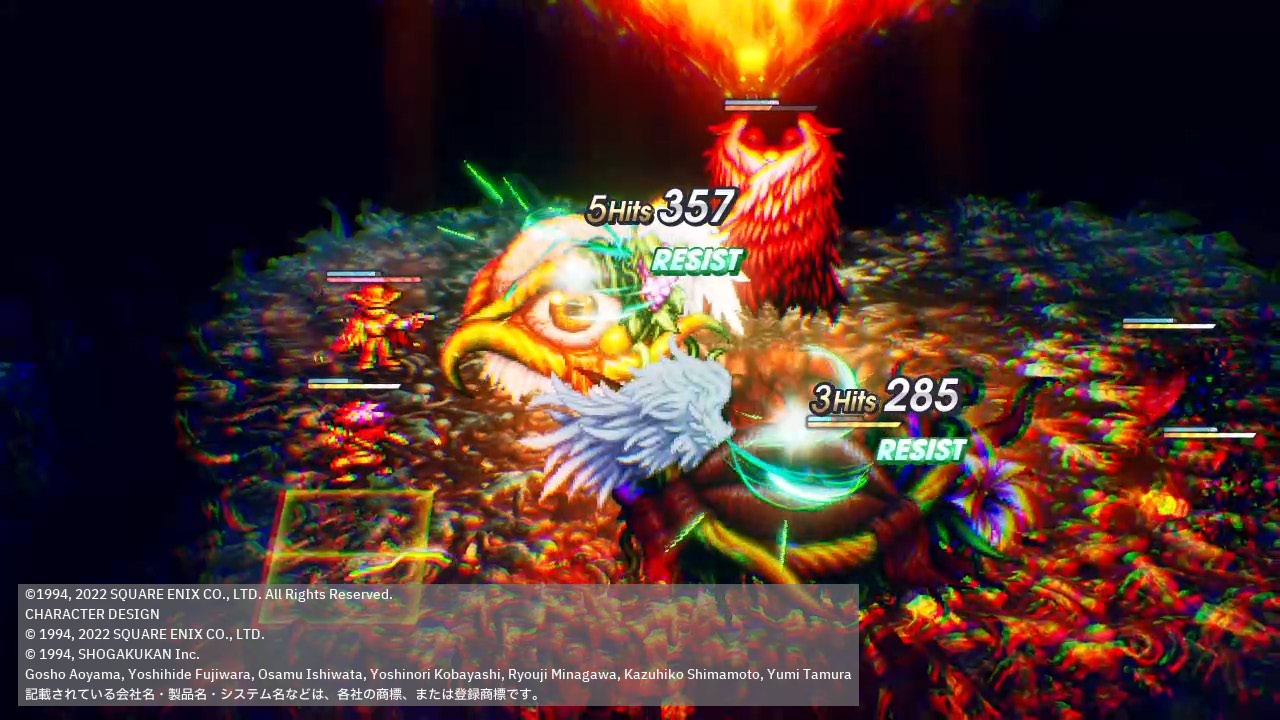 5Hits 357
RESIST
3Hits 285
RESIST
©1994, 2022 SQUARE ENIX CO., LTD. All Rights Reserved.
CHARACTER DESIGN
© 1994, 2022 SQUARE ENIX CO., LTD.
© 1994, SHOGAKUKAN Inc.
Gosho Aoyama, Yoshihide Fujiwara, Osamu Ishiwata, Yoshinori Kobayashi, Ryouji Minagawa, Kazuhiko Shimamoto, Yumi Tamura
記載されている会社名・製品名・システム名などは、各社の商標、または登録商標です。